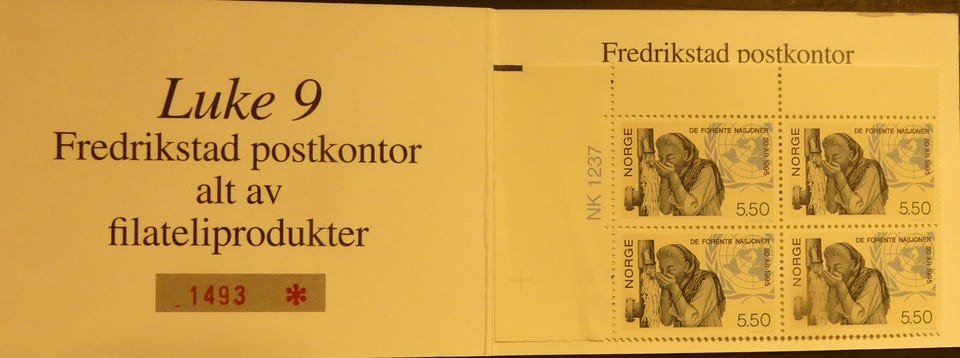 Luke 9
Fredrikstad postkontor
alt av
filateliprodukter
1493 *
Fredrikstad postkontor
NK 1237
NORGE
DE FORENTE NASJONER
50 ÅR 1995
5.50
NORGE
DE FORENTE NASJONER
50 ÅR 1995
5.50
NORGE
DE FORENTE NASJONER
50 ÅR 1995
5.50
NORGE
DE FORENTE NASJONER
50 ÅR 1995
5.50